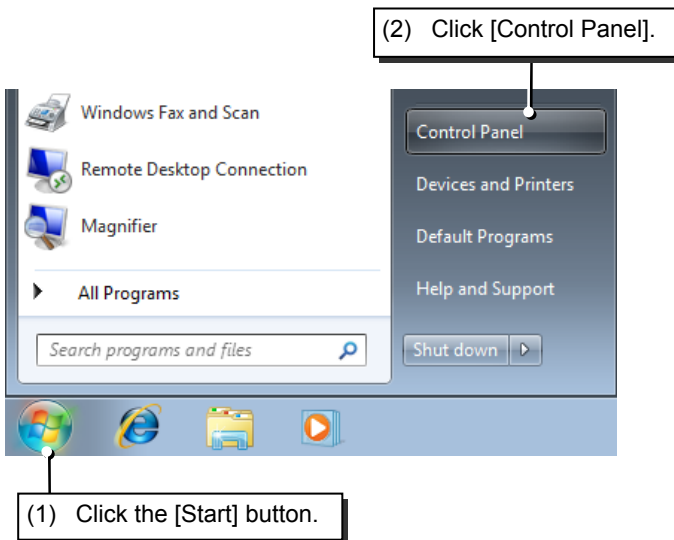 (2) Click [Control Panel].
Windows Fax and Scan
Remote Desktop Connection
Magnifier
All Programs
Search programs and files
Control Panel
Devices and Printers
Default Programs
Help and Support
Shut down
(1) Click the [Start] button.